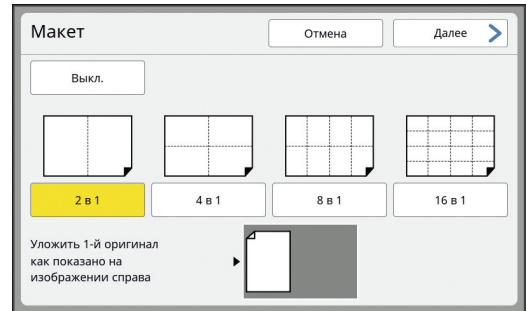 Макет
Отмена
Далее
Выкл.
2 в 1
4 в 1
8 в 1
16 в 1
Уложить 1-й оригинал
как показано на
изображении справа